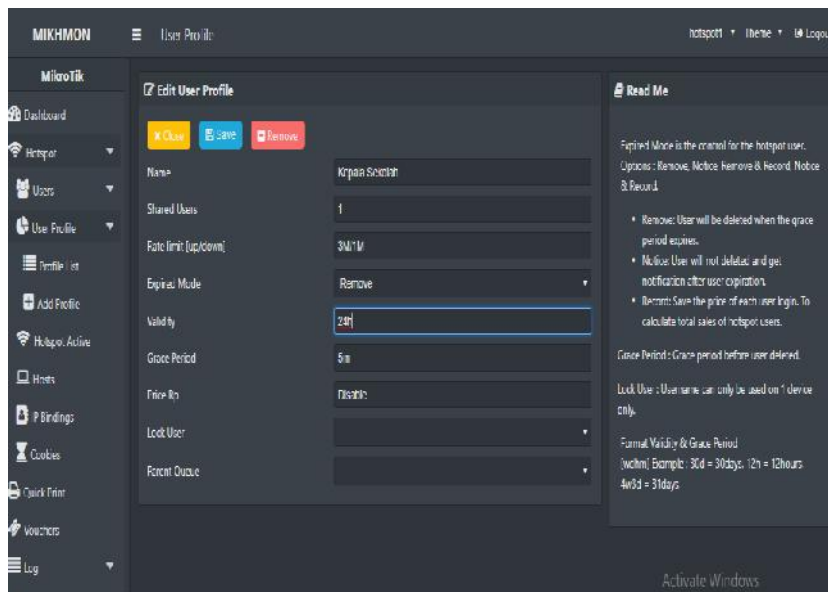 MIKHMON
User Profile
hotspot1 Theme Logou
MikroTik
Dashboard
Hotspot
Users
User Profile
Profile List
Add Profile
Hotspot Active
Hosts
IP Bindings
Cookies
Quick Print
Vouchers
Log
Edit User Profile
Close Save Remove
Name Kepala Sekolah
Shared Users 1
Rate limit [up/down] 3M/1M
Expired Mode Remove
Validity 24h
Grace Period 5m
Price Rp Disable
Lock User
Parent Queue
Read Me
Expired Mode is the control for the hotspot user.
Options : Remove, Notice, Remove & Record, Notice
& Record.
Remove: User will be deleted when the grace
period expires.
Notice: User will not deleted and get
notification after user expiration.
Record: Save the price of each user login. To
calculate total sales of hotspot users.
Grace Period : Grace period before user deleted.
Lock User : Username can only be used on 1 device
only.
Format Validity & Grace Period
[wdhm] Example : 30d = 30days, 12h = 12hours,
4w3d = 31days
Activate Windows